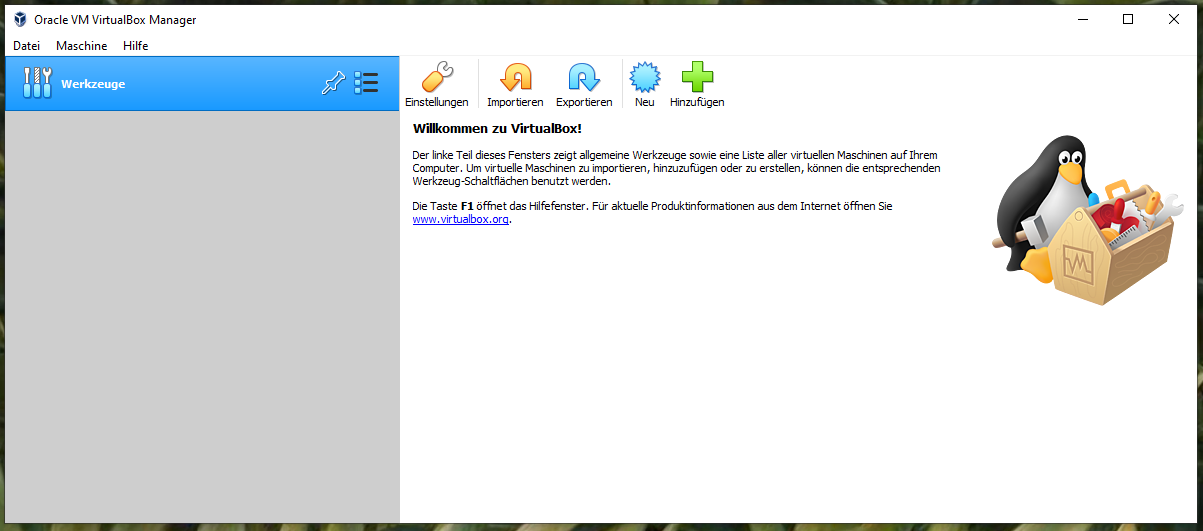 Oracle VM VirtualBox Manager
Datei Maschine Hilfe
Werkzeuge
Einstellungen Importieren Exportieren Neu Hinzufügen
Willkommen zu VirtualBox!
Der linke Teil dieses Fensters zeigt allgemeine Werkzeuge sowie eine Liste aller virtuellen Maschinen auf Ihrem
Computer. Um virtuelle Maschinen zu importieren, hinzuzufügen oder zu erstellen, können die entsprechenden
Werkzeug-Schaltflächen benutzt werden.
Die Taste F1 öffnet das Hilfefenster. Für aktuelle Produktinformationen aus dem Internet öffnen Sie
www.virtualbox.org.